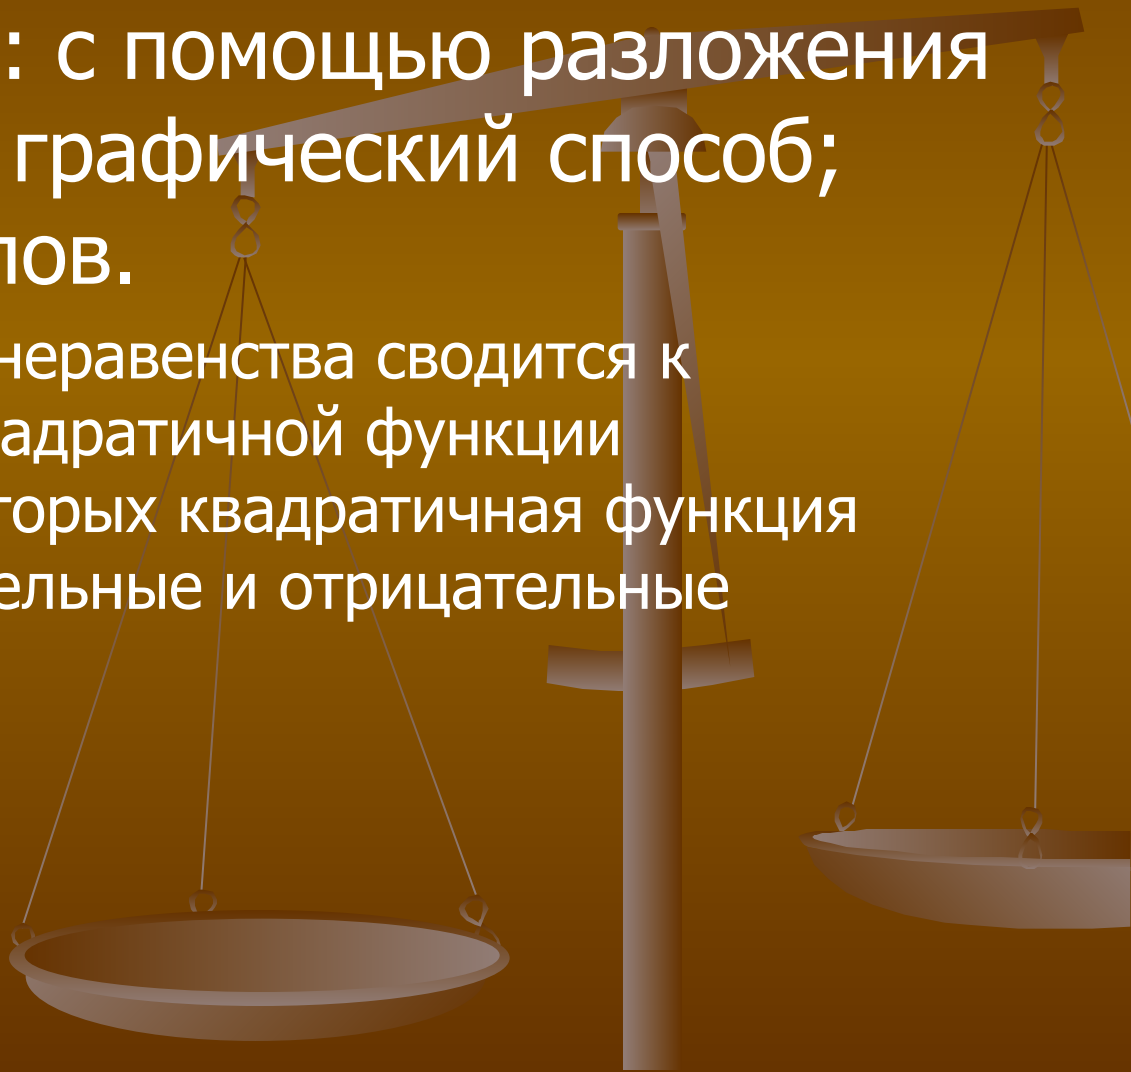 : с помощью разложения
графический способ;
лов.
неравенства сводится к
адратичной функции
торых квадратичная функция
ельные и отрицательные